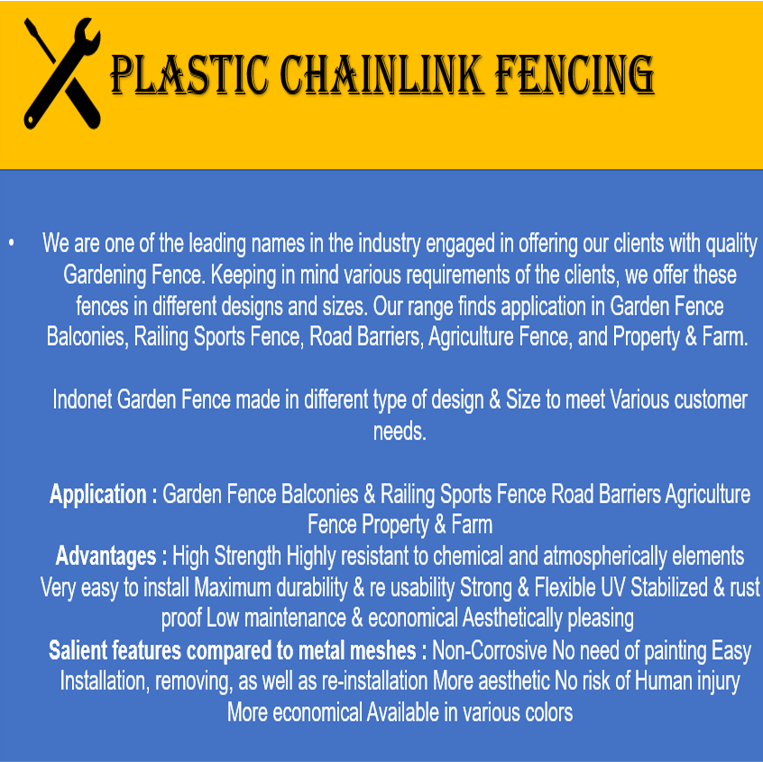 PLASTIC CHAINLINK FENCING
• We are one of the leading names in the industry engaged in offering our clients with quality
Gardening Fence. Keeping in mind various requirements of the clients, we offer these
fences in different designs and sizes. Our range finds application in Garden Fence
Balconies, Railing Sports Fence, Road Barriers, Agriculture Fence, and Property & Farm.
Indonet Garden Fence made in different type of design & Size to meet Various customer
needs.
Application : Garden Fence Balconies & Railing Sports Fence Road Barriers Agriculture
Fence Property & Farm
Advantages : High Strength Highly resistant to chemical and atmospherically elements
Very easy to install Maximum durability & re usability Strong & Flexible UV Stabilized & rust
proof Low maintenance & economical Aesthetically pleasing
Salient features compared to metal meshes : Non-Corrosive No need of painting Easy
Installation, removing, as well as re-installation More aesthetic No risk of Human injury
More economical Available in various colors